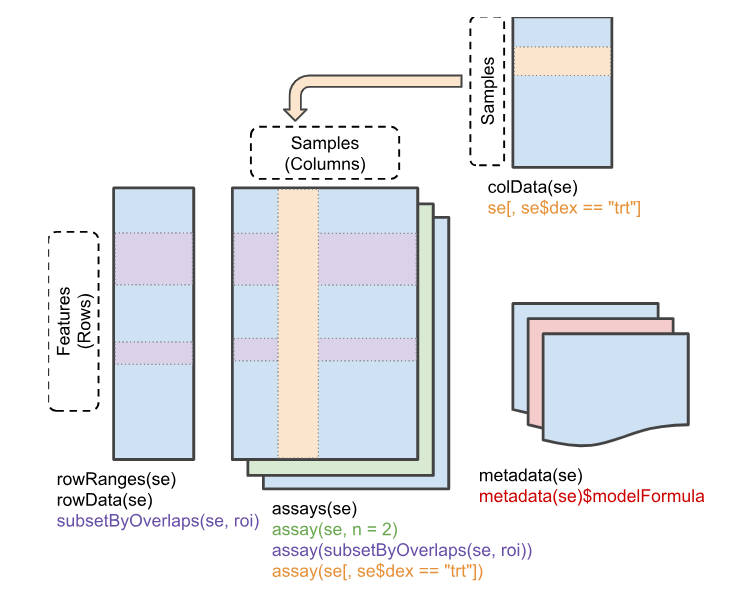 Samples
colData(se)
se[, se$dex == "trt"]
Samples
(Columns)
Features
(Rows)
rowRanges(se)
rowData(se)
subsetByOverlaps(se, roi)
assays(se)
assay(se, n = 2)
assay(subsetByOverlaps(se, roi))
assay(se[, se$dex == "trt"])
metadata(se)
metadata(se)$modelFormula